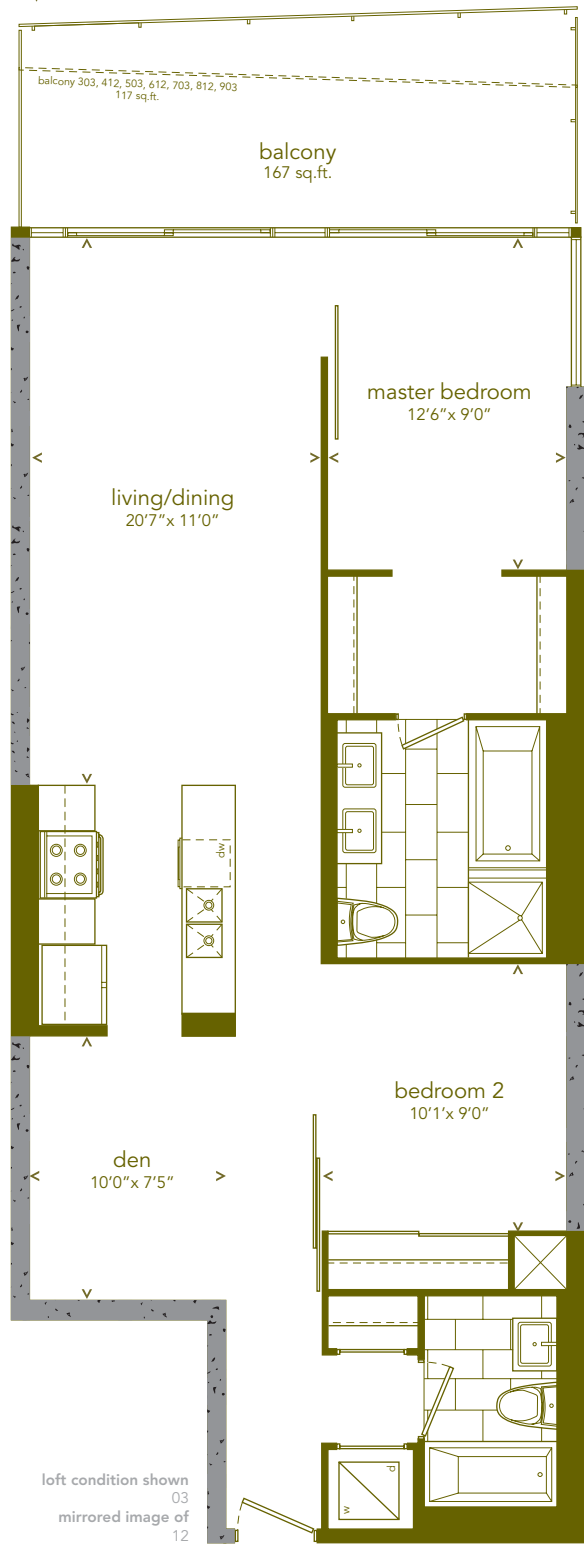 balcony 303, 412, 503, 612, 703, 812, 903
117 sq.ft.
balcony
167 sq.ft.
master bedroom
12'6"x 9'0"
living/dining
20'7"x 11'0"
dw
bedroom 2
10'1'x 9'0"
den
10'0"x 7'5"
loft condition shown
03
mirrored image of
12
w
d